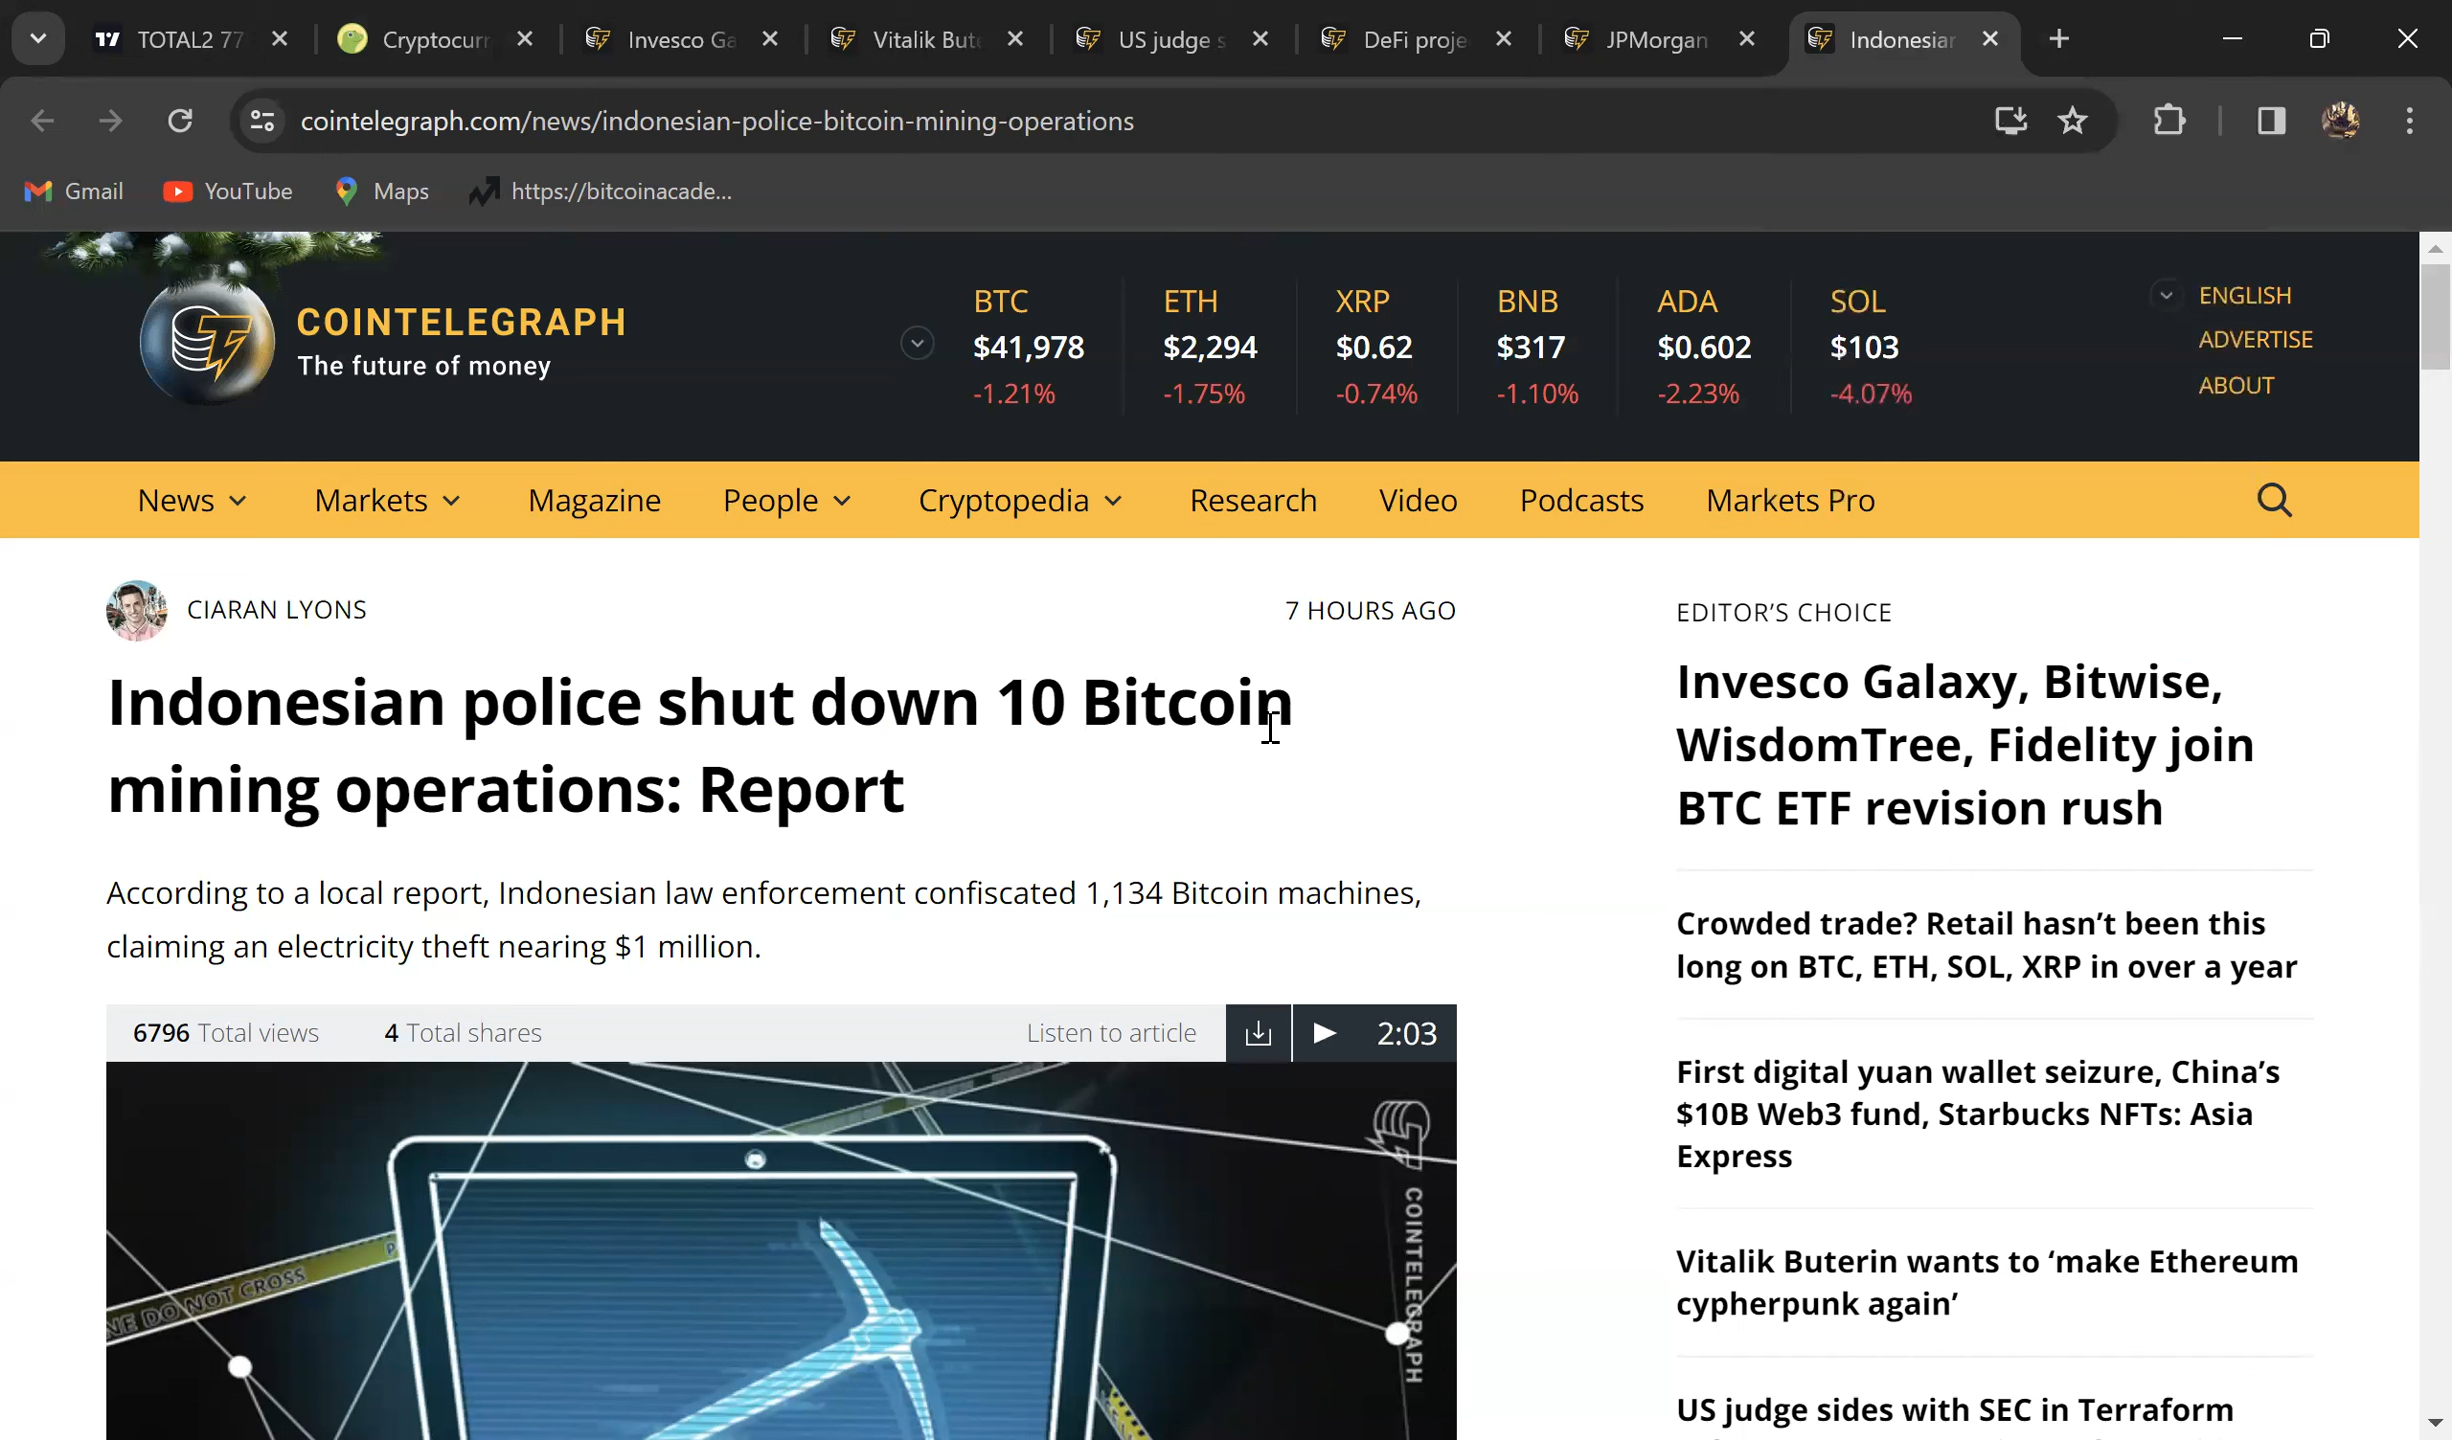 TOTAL2 77
Cryptocurr
Invesco Ga
Vitalik Bute
US judge s
DeFi proje
JPMorgan
Indonesian
cointelegraph.com/news/indonesian-police-bitcoin-mining-operations
Gmail
YouTube
Maps
https://bitcoinacade...
COINTELEGRAPH
The future of money
BTC
$41,978
-1.21%
ETH
$2,294
-1.75%
XRP
$0.62
-0.74%
BNB
$317
-1.10%
ADA
$0.602
-2.23%
SOL
$103
-4.07%
ENGLISH
ADVERTISE
ABOUT
News
Markets
Magazine
People
Cryptopedia
Research
Video
Podcasts
Markets Pro
CIARAN LYONS
7 HOURS AGO
Indonesian police shut down 10 Bitcoin
mining operations: Report
According to a local report, Indonesian law enforcement confiscated 1,134 Bitcoin machines,
claiming an electricity theft nearing $1 million.
6796 Total views
4 Total shares
Listen to article
2:03
NE DO NOT CROSS
COINTELEGRAPH
EDITOR'S CHOICE
Invesco Galaxy, Bitwise,
WisdomTree, Fidelity join
BTC ETF revision rush
Crowded trade? Retail hasn't been this
long on BTC, ETH, SOL, XRP in over a year
First digital yuan wallet seizure, China's
$10B Web3 fund, Starbucks NFTs: Asia
Express
Vitalik Buterin wants to 'make Ethereum
cypherpunk again'
US judge sides with SEC in Terraform